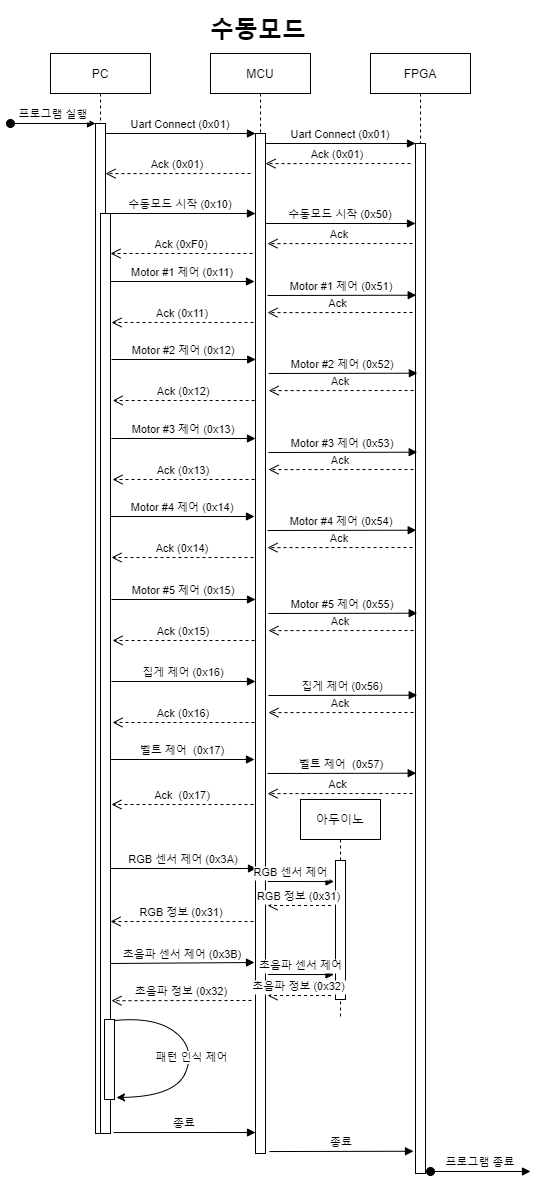 수동모드
PC
MCU
FPGA
프로그램 실행
Uart Connect (0x01)
Uart Connect (0x01)
Ack (0x01)
Ack (0x01)
수동모드 시작 (0x10)
수동모드 시작 (0x50)
Ack
Ack (0xF0)
Motor #1 제어 (0x11)
Motor #1 제어 (0x51)
Ack
Ack (0x11)
Motor #2 제어 (0x12)
Motor #2 제어 (0x52)
Ack
Ack (0x12)
Motor #3 제어 (0x13)
Motor #3 제어 (0x53)
Ack
Ack (0x13)
Motor #4 제어 (0x14)
Motor #4 제어 (0x54)
Ack
Ack (0x14)
Motor #5 제어 (0x15)
Motor #5 제어 (0x55)
Ack
Ack (0x15)
집게 제어 (0x16)
집게 제어 (0x56)
Ack
Ack (0x16)
벨트 제어 (0x17)
벨트 제어 (0x57)
Ack
Ack (0x17)
아두이노
RGB 센서 제어 (0x3A)
RGB 센서 제어
RGB 정보 (0x31)
RGB 정보 (0x31)
초음파 센서 제어 (0x3B)
초음파 센서 제어
초음파 정보 (0x32)
초음파 정보 (0x32)
패턴 인식 제어
종료
종료
프로그램 종료